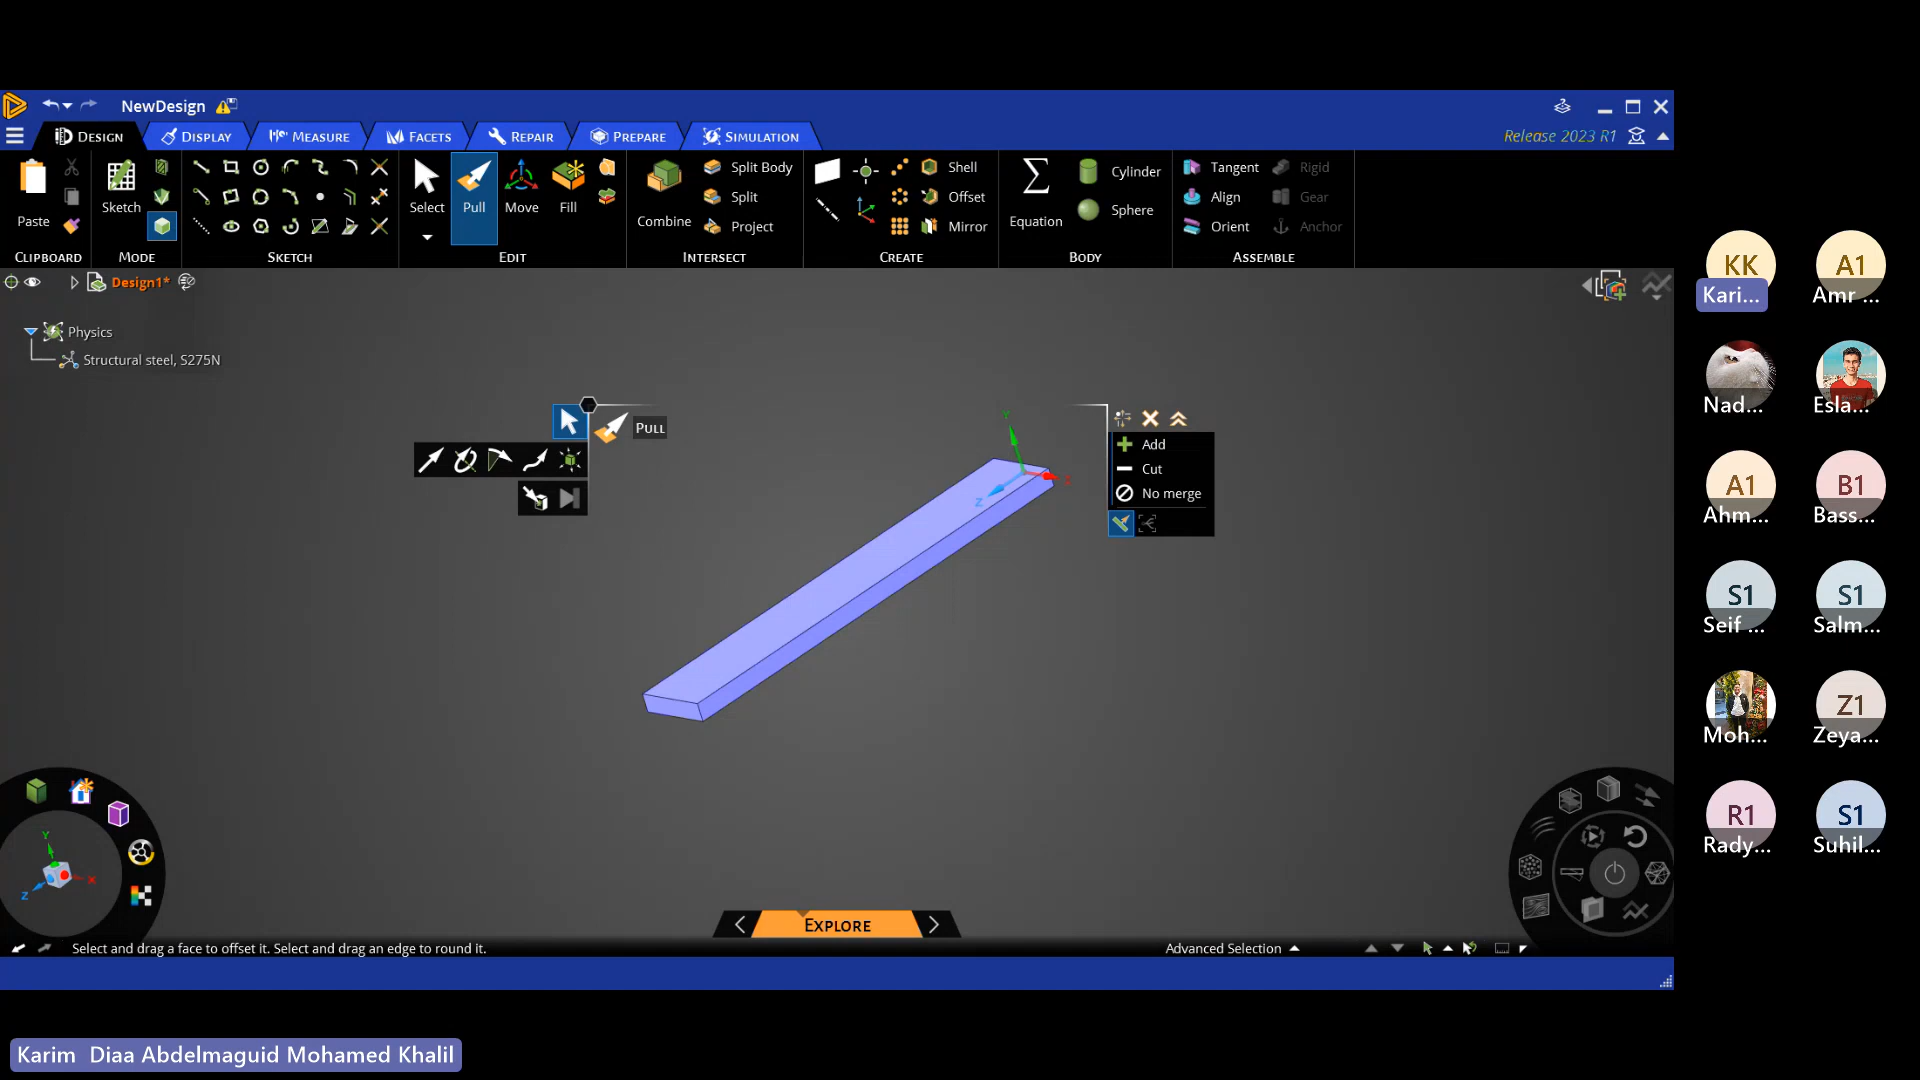 NewDesign
DESIGN DISPLAY MEASURE FACETS REPAIR PREPARE SIMULATION
Release 2023 R1
Paste
CLIPBOARD
Sketch
MODE
SKETCH
Select
Pull
Move
Fill
EDIT
Combine
Split Body
Split
Project
INTERSECT
Shell
Offset
Mirror
CREATE
Equation
Cylinder
Sphere
BODY
Tangent
Align
Orient
Rigid
Gear
Anchor
ASSEMBLE
Design1*
Physics
Structural steel, S275N
PULL
Add
Cut
No merge
Y
X
Z
Y
X
Z
EXPLORE
Select and drag a face to offset it. Select and drag an edge to round it.
Advanced Selection
KK
Kari...
A1
Amr ...
Nad...
Esla...
A1
Ahm...
B1
Bass...
S1
Seif ...
S1
Salm...
Moh...
Z1
Zeya...
R1
Rady...
S1
Suhil...
Karim Diaa Abdelmaguid Mohamed Khalil